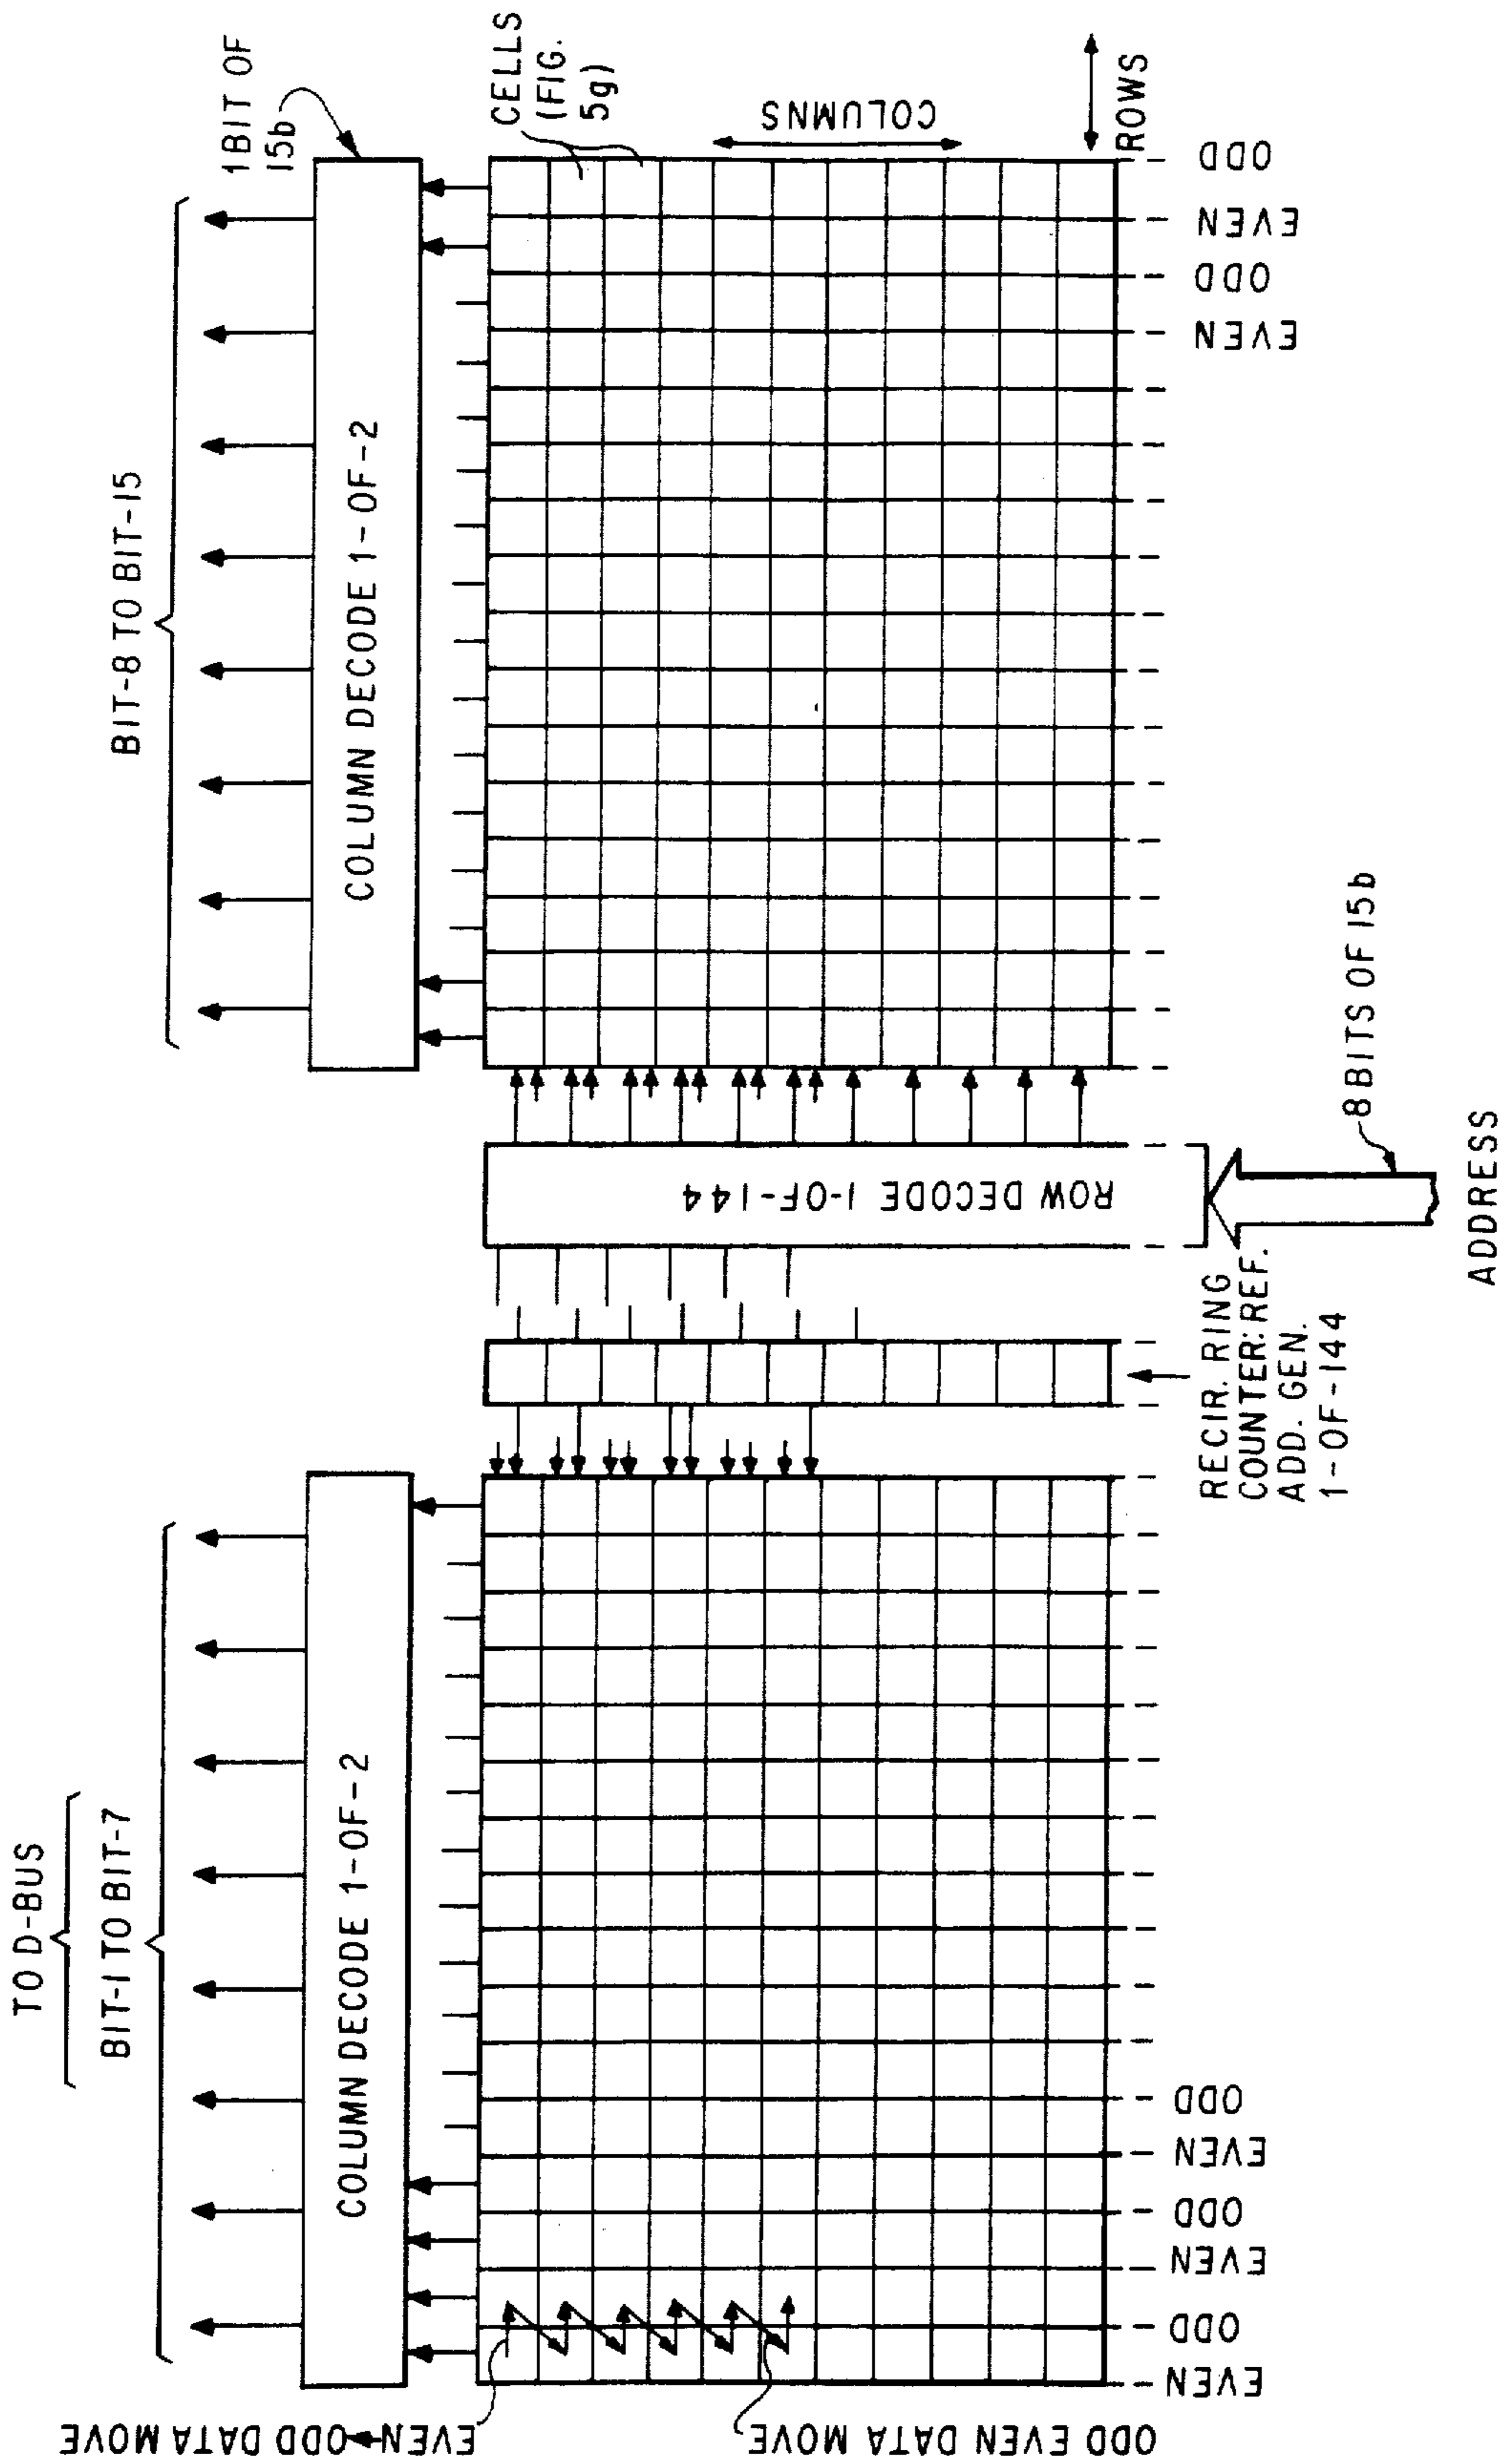 TO D-BUS
BIT-1 TO BIT-7
BIT-8 TO BIT-15
1 BIT OF
15b
COLUMN DECODE 1-OF-2
COLUMN DECODE 1-OF-2
CELLS
(FIG.
5g)
COLUMNS
ROWS
EVEN→ODD DATA MOVE
ODD EVEN DATA MOVE
EVEN
ODD
EVEN
ODD
EVEN
ODD
EVEN
ODD
EVEN
ODD
ROW DECODE 1-OF-144
RECIR. RING
COUNTER: REF.
ADD. GEN.
1-OF-144
8 BITS OF 15b
ADDRESS